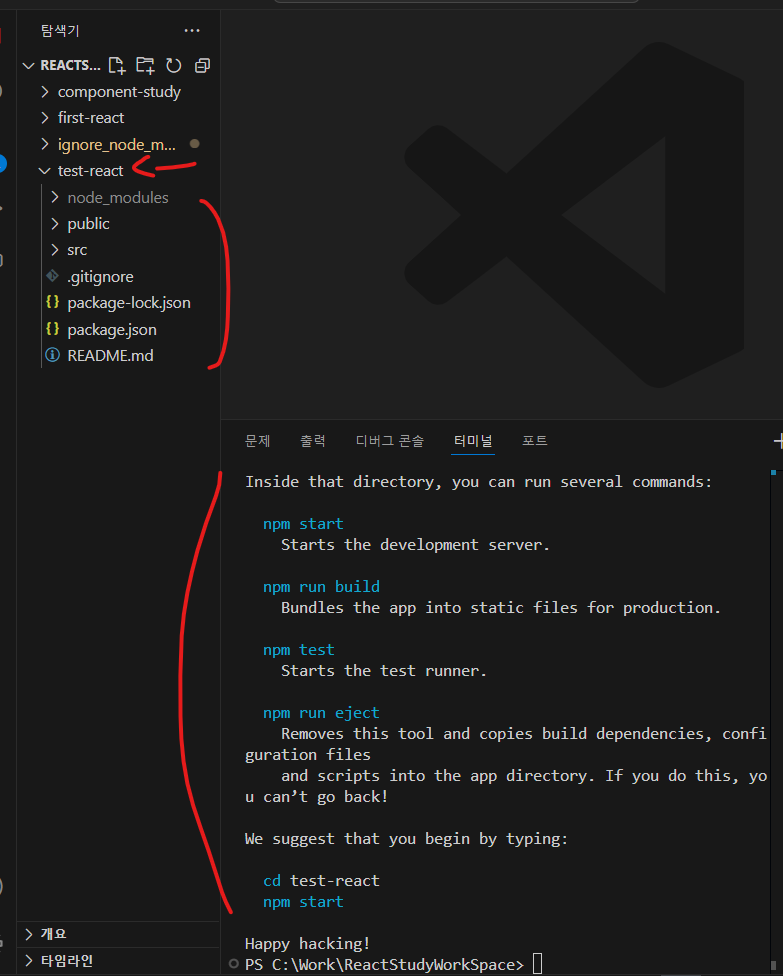 탐색기 ···
REACTS...
component-study
first-react
ignore_node_m...
test-react
node_modules
public
src
.gitignore
{} package-lock.json
{} package.json
README.md
개요
타임라인
문제 출력 디버그 콘솔 터미널 포트
Inside that directory, you can run several commands:
npm start
Starts the development server.
npm run build
Bundles the app into static files for production.
npm test
Starts the test runner.
npm run eject
Removes this tool and copies build dependencies, confi
guration files
and scripts into the app directory. If you do this, yo
u can’t go back!
We suggest that you begin by typing:
cd test-react
npm start
Happy hacking!
PS C:\Work\ReactStudyWorkSpace>